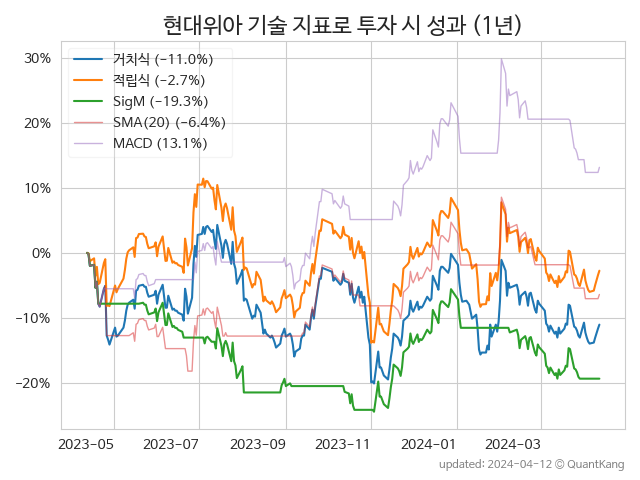 현대위아 기술 지표로 투자 시 성과 (1년)
거치식 (-11.0%)
적립식 (-2.7%)
SigM (-19.3%)
SMA(20) (-6.4%)
MACD (13.1%)
30%
20%
10%
0%
-10%
-20%
2023-05 2023-07 2023-09 2023-11 2024-01 2024-03
updated: 2024-04-12 © QuantKang